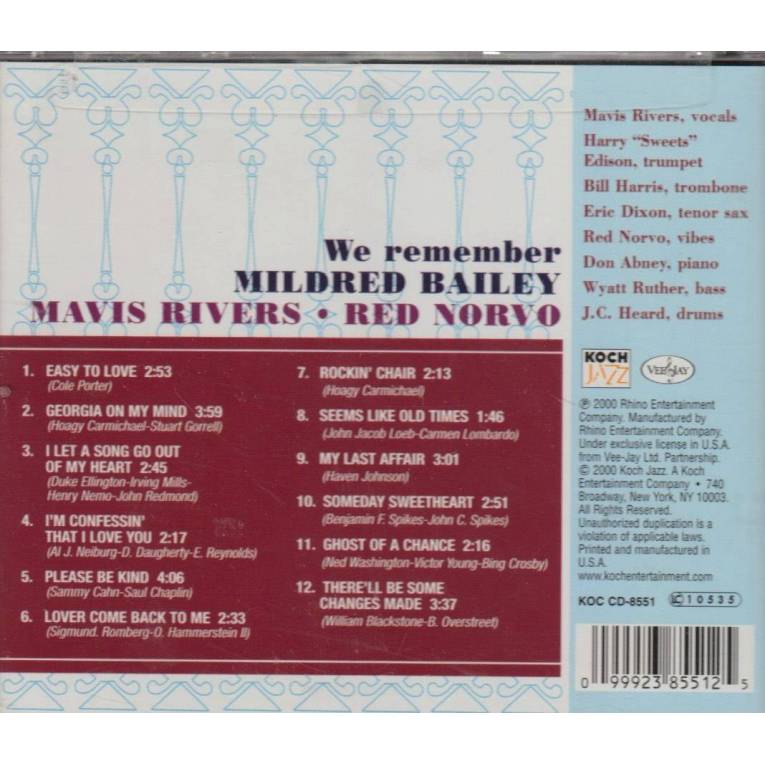 We remember
MILDRED BAILEY
MAVIS RIVERS • RED NORVO
1. EASY TO LOVE 2:53
(Cole Porter)
2. GEORGIA ON MY MIND 3:59
(Hoagy Carmichael-Stuart Gorrell)
3. I LET A SONG GO OUT
OF MY HEART 2:45
(Duke Ellington-Irving Mills-
Henry Nemo-John Redmond)
4. I'M CONFESSIN'
THAT I LOVE YOU 2:17
(Al J. Neiburg-D. Daugherty-E. Reynolds)
5. PLEASE BE KIND 4:06
(Sammy Cahn-Saul Chaplin)
6. LOVER COME BACK TO ME 2:33
(Sigmund. Romberg-O. Hammerstein II)
7. ROCKIN' CHAIR 2:13
(Hoagy Carmichael)
8. SEEMS LIKE OLD TIMES 1:46
(John Jacob Loeb-Carmen Lombardo)
9. MY LAST AFFAIR 3:01
(Haven Johnson)
10. SOMEDAY SWEETHEART 2:51
(Benjamin F. Spikes-John C. Spikes)
11. GHOST OF A CHANCE 2:16
(Ned Washington-Victor Young-Bing Crosby)
12. THERE'LL BE SOME
CHANGES MADE 3:37
(William Blackstone-B. Overstreet)
Mavis Rivers, vocals
Harry "Sweets"
Edison, trumpet
Bill Harris, trombone
Eric Dixon, tenor sax
Red Norvo, vibes
Don Abney, piano
Wyatt Ruther, bass
J.C. Heard, drums
KOCH
JAZZ
VEE JAY
℗ 2000 Rhino Entertainment
Company. Manufactured by
Rhino Entertainment Company.
Under exclusive license in U.S.A.
from Vee-Jay Ltd. Partnership.
© 2000 Koch Jazz. A Koch
Entertainment Company • 740
Broadway, New York, NY 10003.
All Rights Reserved.
Unauthorized duplication is a
violation of applicable laws.
Printed and manufactured in
U.S.A.
www.kochentertainment.com
KOC CD-8551 LC 10535
0 99923 85512 5